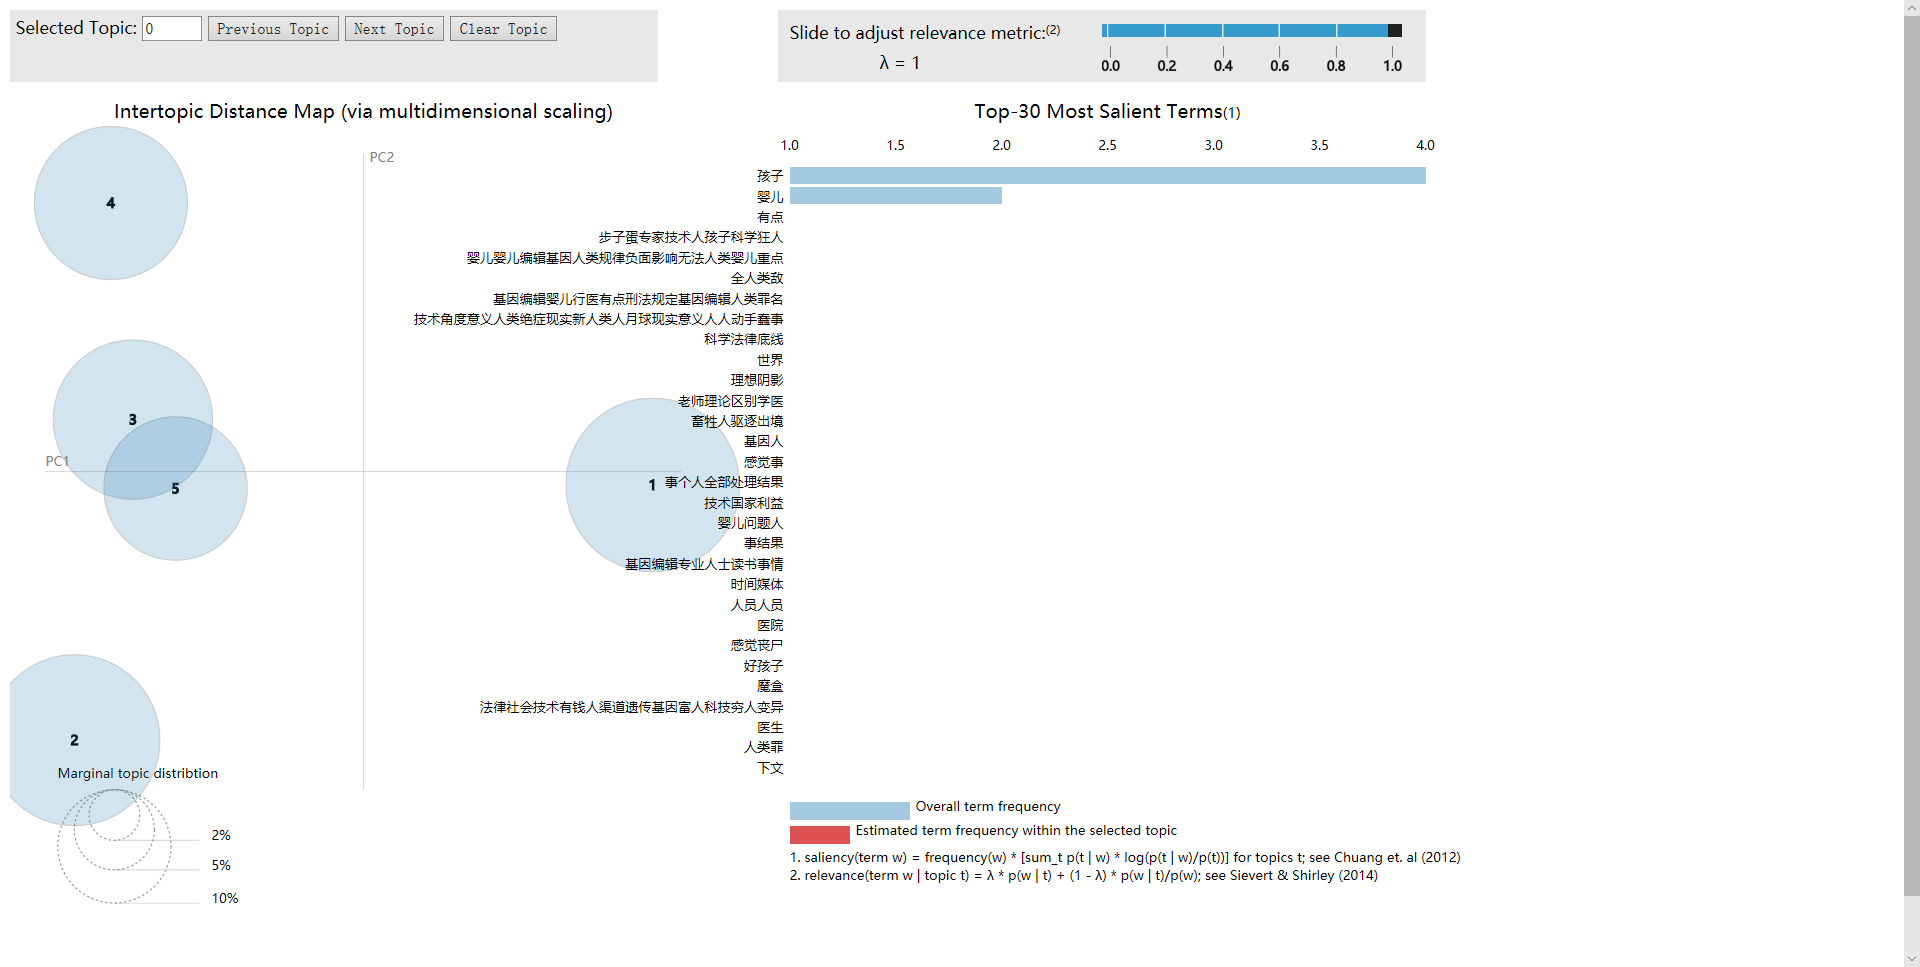 Selected Topic: 0 Previous Topic Next Topic Clear Topic
Slide to adjust relevance metric:(2)
λ = 1
0.0 0.2 0.4 0.6 0.8 1.0
Intertopic Distance Map (via multidimensional scaling)
PC2
PC1
4
3
5
1
2
Marginal topic distribtion
2%
5%
10%
Top-30 Most Salient Terms(1)
1.0 1.5 2.0 2.5 3.0 3.5 4.0
孩子
婴儿
有点
步子蛋专家技术人孩子科学狂人
婴儿婴儿编辑基因人类规律负面影响无法人类婴儿重点
全人类敌
基因编辑婴儿行医有点刑法规定基因编辑人类罪名
技术角度意义人类绝症现实新人类人月球现实意义人人动手蠢事
科学法律底线
世界
理想阴影
老师理论区别学医
畜牲人驱逐出境
基因人
感觉事
事个人全部处理结果
技术国家利益
婴儿问题人
事结果
基因编辑专业人士读书事情
时间媒体
人员人员
医院
感觉丧尸
好孩子
魔盒
法律社会技术有钱人渠道遗传基因富人科技穷人变异
医生
人类罪
下文
Overall term frequency
Estimated term frequency within the selected topic
1. saliency(term w) = frequency(w) * [sum_t p(t | w) * log(p(t | w)/p(t))] for topics t; see Chuang et. al (2012)
2. relevance(term w | topic t) = λ * p(w | t) + (1 - λ) * p(w | t)/p(w); see Sievert & Shirley (2014)